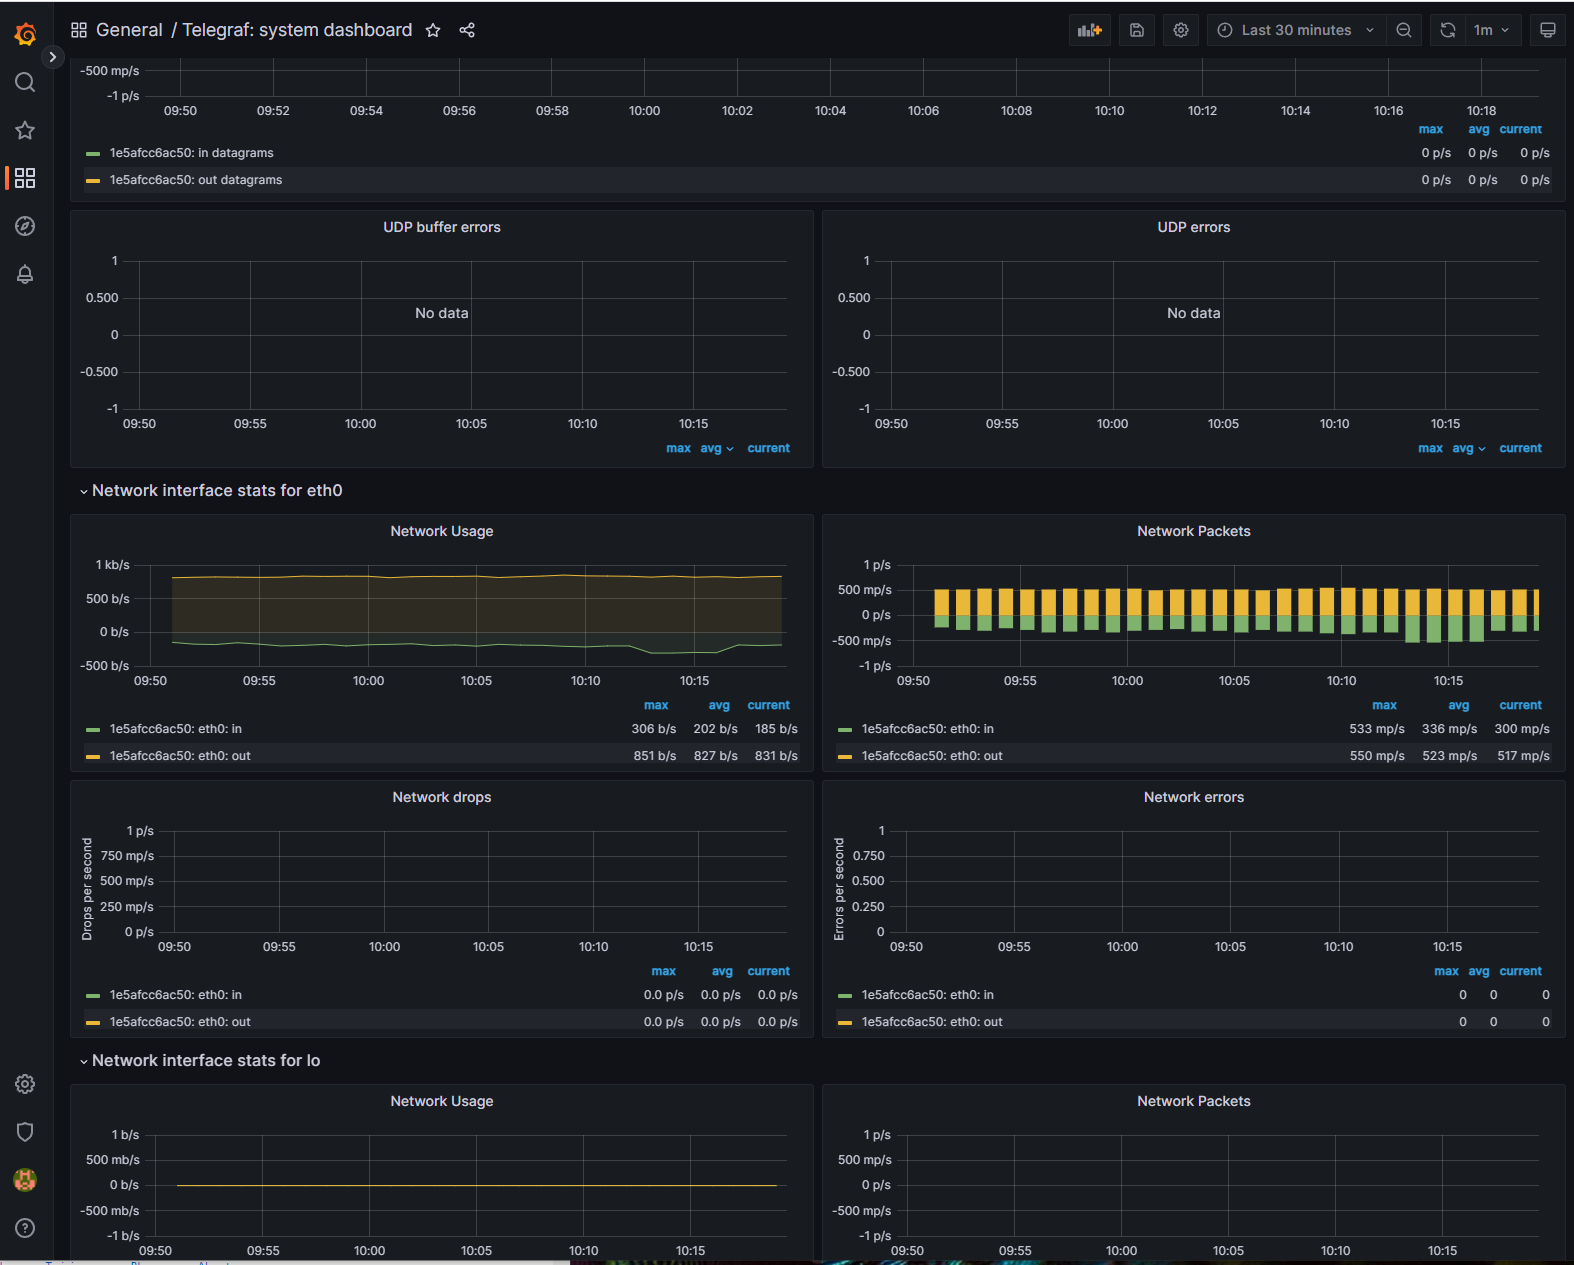 General / Telegraf: system dashboard
Last 30 minutes
1m
-500 mp/s
-1 p/s
09:50 09:52 09:54 09:56 09:58 10:00 10:02 10:04 10:06 10:08 10:10 10:12 10:14 10:16 10:18
max avg current
1e5afcc6ac50: in datagrams 0 p/s 0 p/s 0 p/s
1e5afcc6ac50: out datagrams 0 p/s 0 p/s 0 p/s
UDP buffer errors
1
0.500
No data
0
-0.500
-1
09:50 09:55 10:00 10:05 10:10 10:15
max avg current
UDP errors
1
0.500
No data
0
-0.500
-1
09:50 09:55 10:00 10:05 10:10 10:15
max avg current
Network interface stats for eth0
Network Usage
1 kb/s
500 b/s
0 b/s
-500 b/s
09:50 09:55 10:00 10:05 10:10 10:15
max avg current
1e5afcc6ac50: eth0: in 306 b/s 202 b/s 185 b/s
1e5afcc6ac50: eth0: out 851 b/s 827 b/s 831 b/s
Network Packets
1 p/s
500 mp/s
0 p/s
-500 mp/s
-1 p/s
09:50 09:55 10:00 10:05 10:10 10:15
max avg current
1e5afcc6ac50: eth0: in 533 mp/s 336 mp/s 300 mp/s
1e5afcc6ac50: eth0: out 550 mp/s 523 mp/s 517 mp/s
Network drops
Drops per second
1 p/s
750 mp/s
500 mp/s
250 mp/s
0 p/s
09:50 09:55 10:00 10:05 10:10 10:15
max avg current
1e5afcc6ac50: eth0: in 0.0 p/s 0.0 p/s 0.0 p/s
1e5afcc6ac50: eth0: out 0.0 p/s 0.0 p/s 0.0 p/s
Network errors
Errors per second
1
0.750
0.500
0.250
0
09:50 09:55 10:00 10:05 10:10 10:15
max avg current
1e5afcc6ac50: eth0: in 0 0 0
1e5afcc6ac50: eth0: out 0 0 0
Network interface stats for lo
Network Usage
1 b/s
500 mb/s
0 b/s
-500 mb/s
-1 b/s
09:50 09:55 10:00 10:05 10:10 10:15
Network Packets
1 p/s
500 mp/s
0 p/s
-500 mp/s
-1 p/s
09:50 09:55 10:00 10:05 10:10 10:15